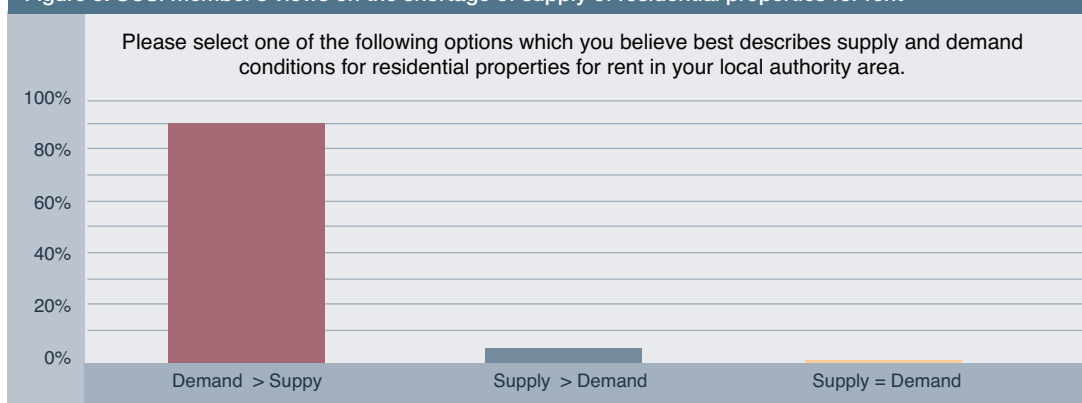 Please select one of the following options which you believe best describes supply and demand
conditions for residential properties for rent in your local authority area.
100%
80%
60%
40%
20%
0%
Demand > Suppy
Supply > Demand
Supply = Demand